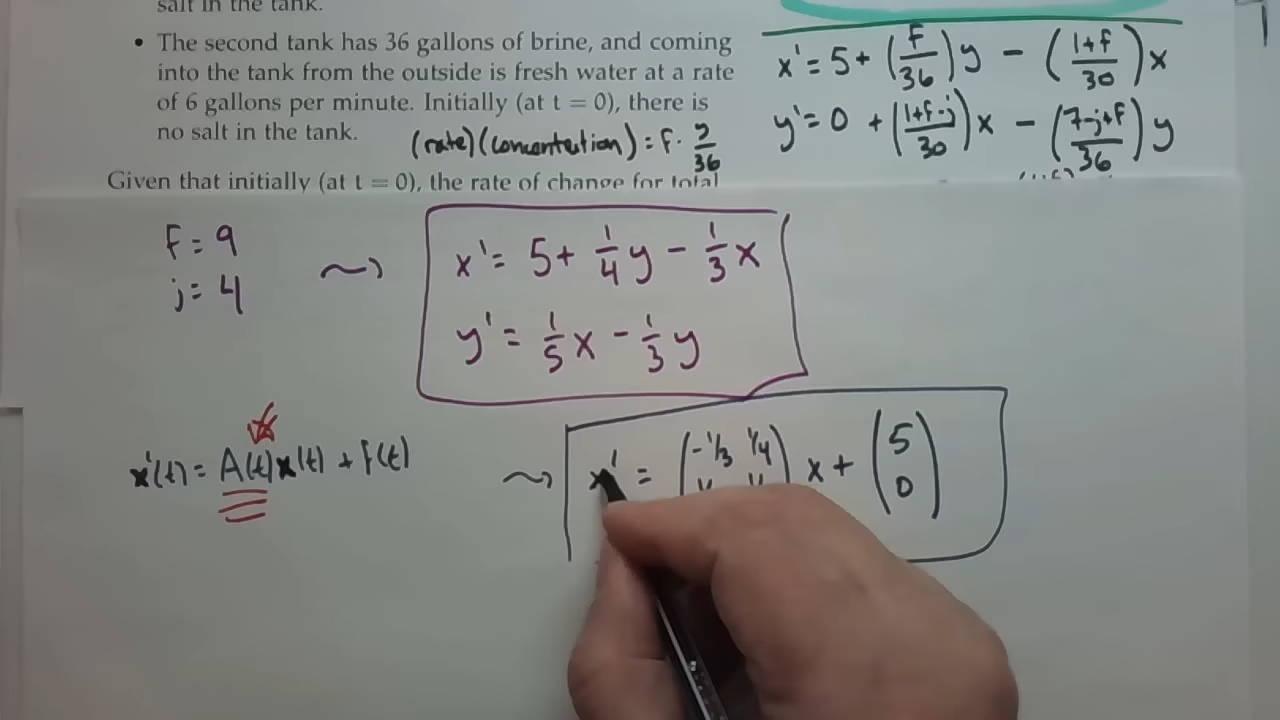 salt in the tank.
• The second tank has 36 gallons of brine, and coming
into the tank from the outside is fresh water at a rate
of 6 gallons per minute. Initially (at t = 0), there is
no salt in the tank.
(rate)(concentration) = f · y/36
Given that initially (at t = 0), the rate of change for total
x' = 5 + (f/36)y − (1+f/30)x
y' = 0 + (1+f−j/30)x − (7−j+f/36)y
f = 9
j = 4
x' = 5 + 1/4 y − 1/3 x
y' = 1/5 x − 1/3 y
x'(t) = A(t)x(t) + f(t)
x' = (−1/3 1/4) x + (5
0)